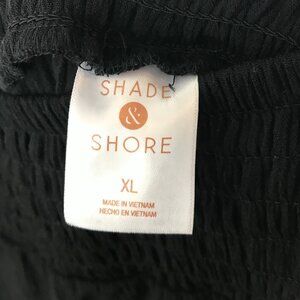 SHADE
&
SHORE
XL
MADE IN VIETNAM
HECHO EN VIETNAM